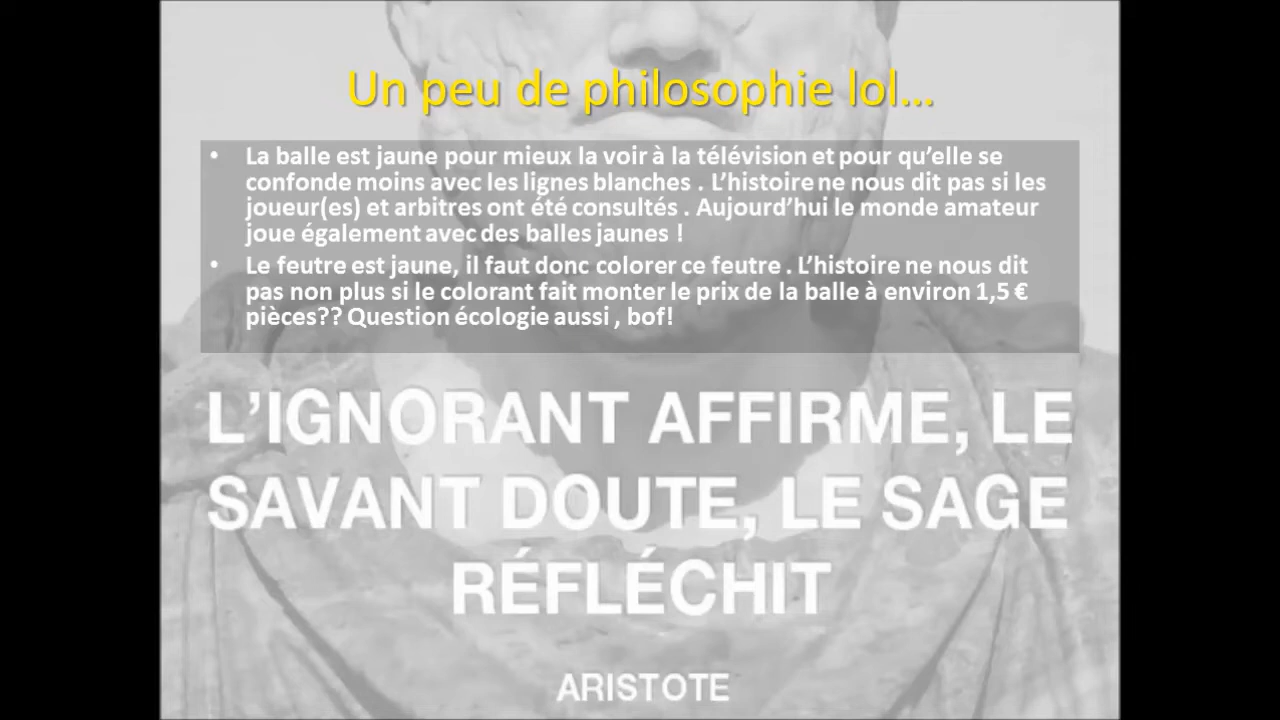 Un peu de philosophie lol...
• La balle est jaune pour mieux la voir à la télévision et pour qu’elle se
confonde moins avec les lignes blanches . L’histoire ne nous dit pas si les
joueur(es) et arbitres ont été consultés . Aujourd’hui le monde amateur
joue également avec des balles jaunes !
• Le feutre est jaune, il faut donc colorer ce feutre . L’histoire ne nous dit
pas non plus si le colorant fait monter le prix de la balle à environ 1,5 €
pièces?? Question écologie aussi , bof!
L’IGNORANT AFFIRME, LE
SAVANT DOUTE, LE SAGE
RÉFLÉCHIT
ARISTOTE